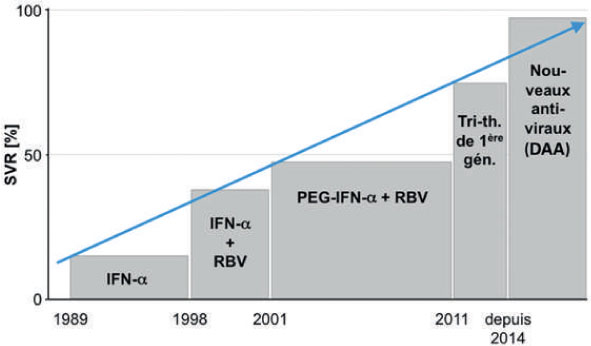 100
50
0
SVR [%]
IFN-α
IFN-α
+
RBV
PEG-IFN-α + RBV
Tri-th.
de 1ère
gén.
Nou-
veaux
anti-
viraux
(DAA)
1989
1998
2001
2011
depuis
2014